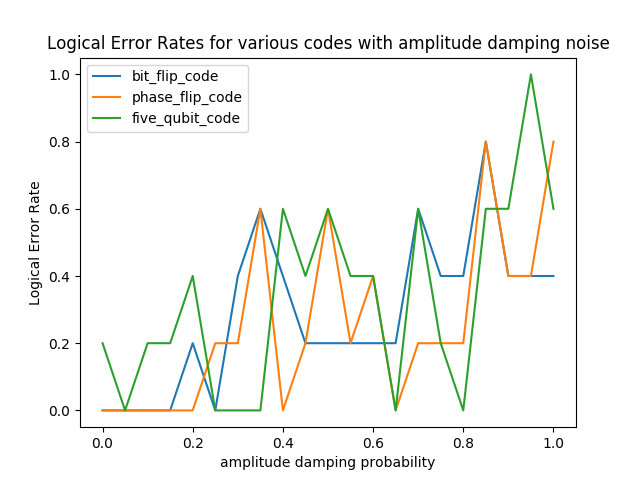 Logical Error Rates for various codes with amplitude damping noise
bit_flip_code
phase_flip_code
five_qubit_code
Logical Error Rate
1.0
0.8
0.6
0.4
0.2
0.0
0.0 0.2 0.4 0.6 0.8 1.0
amplitude damping probability